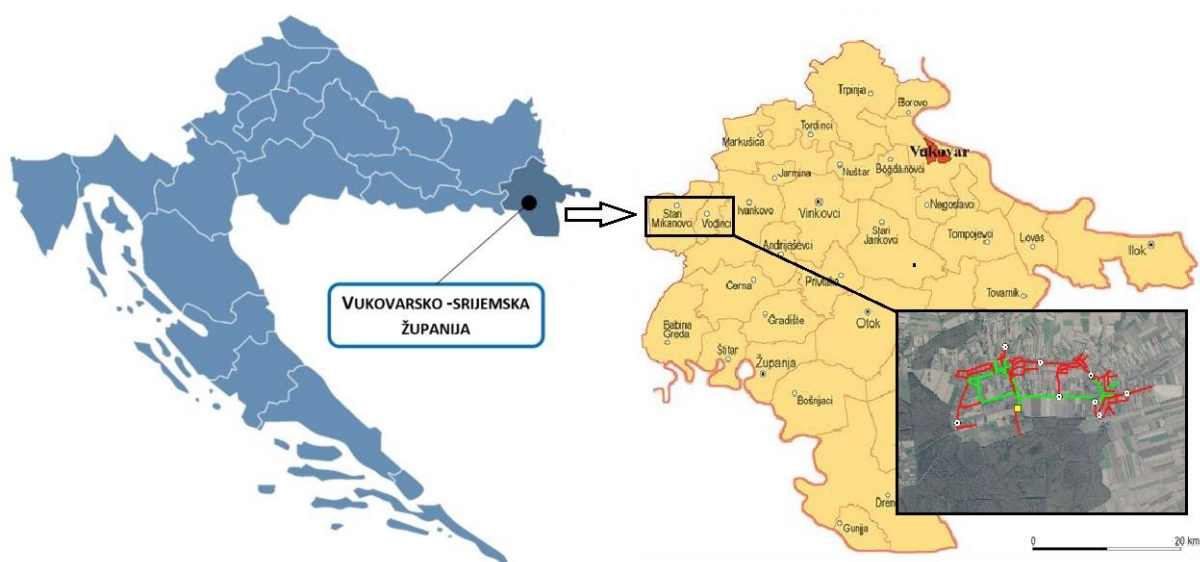 VUKOVARSKO -SRIJEMSKA
ŽUPANIJA
Trpinja
Borovo
Tordinci
Markušica
Vukovar
Nuštar
Bogdanovci
Jarmina
Stari
Mikanovci
Vođinci
Ivankovo
Vinkovci
Negoslavci
Stari
Jankovci
Tompojevci
Lovas
Ilok
Andrijaševci
Cerna
Privlaka
Tovarnik
Babina
Greda
Gradište
Otok
Štitar
Županja
Bošnjaci
Dren
Gunja
0
20 km